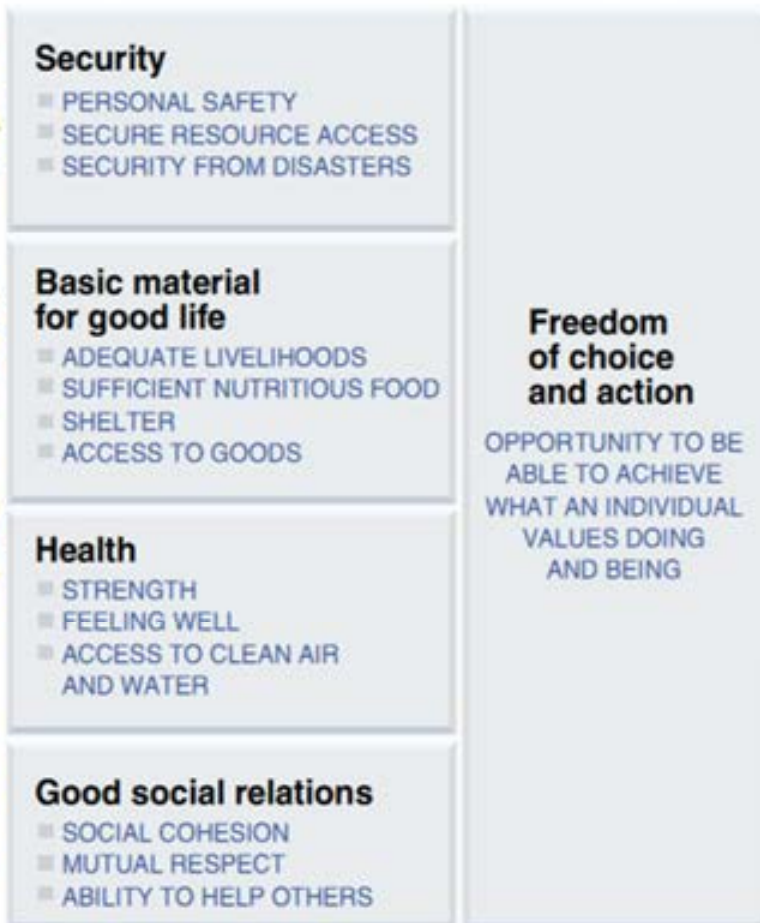 Security
PERSONAL SAFETY
SECURE RESOURCE ACCESS
SECURITY FROM DISASTERS
Basic material
for good life
ADEQUATE LIVELIHOODS
SUFFICIENT NUTRITIOUS FOOD
SHELTER
ACCESS TO GOODS
Health
STRENGTH
FEELING WELL
ACCESS TO CLEAN AIR
AND WATER
Good social relations
SOCIAL COHESION
MUTUAL RESPECT
ABILITY TO HELP OTHERS
Freedom
of choice
and action
OPPORTUNITY TO BE
ABLE TO ACHIEVE
WHAT AN INDIVIDUAL
VALUES DOING
AND BEING